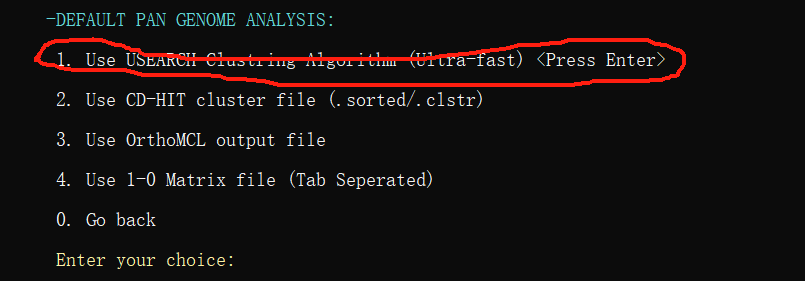 -DEFAULT PAN GENOME ANALYSIS:
1. Use USEARCH Clustring Algorithm (Ultra-fast) <Press Enter>
2. Use CD-HIT cluster file (.sorted/.clstr)
3. Use OrthoMCL output file
4. Use 1-0 Matrix file (Tab Seperated)
0. Go back
Enter your choice: